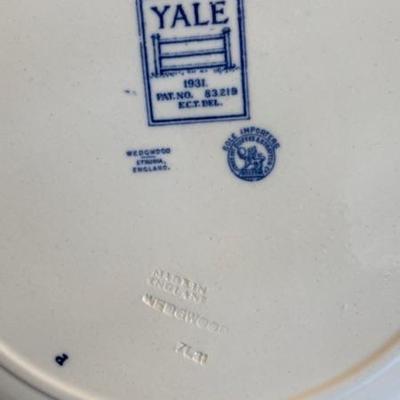 YALE
1931.
PAT. NO. 83,219
E.C.T. DEL.
WEDGWOOD
ETRURIA,
ENGLAND.
SOLE IMPORTERS
MADE IN
ENGLAND
WEDGWOOD
P